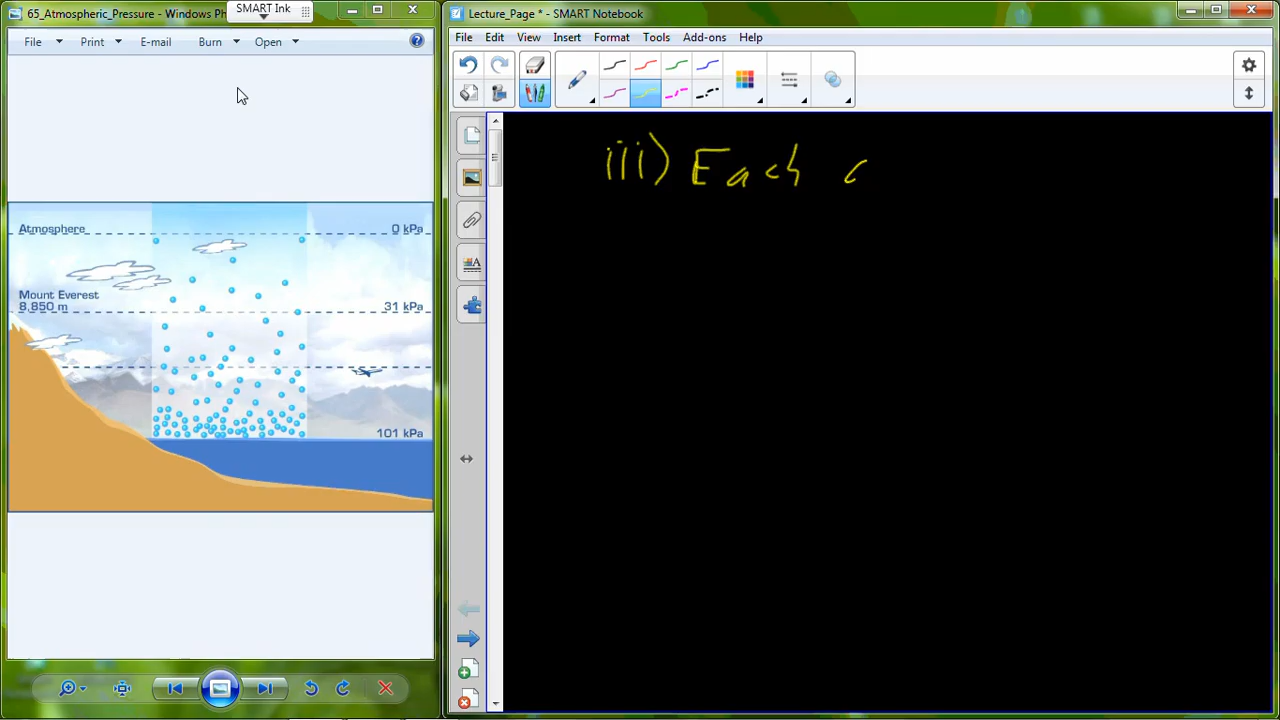 65_Atmospheric_Pressure - Windows Ph
SMART Ink
File Print E-mail Burn Open
Atmosphere 0 kPa
Mount Everest
8,850 m 31 kPa
101 kPa
Lecture_Page * - SMART Notebook
File Edit View Insert Format Tools Add-ons Help
iii) Each